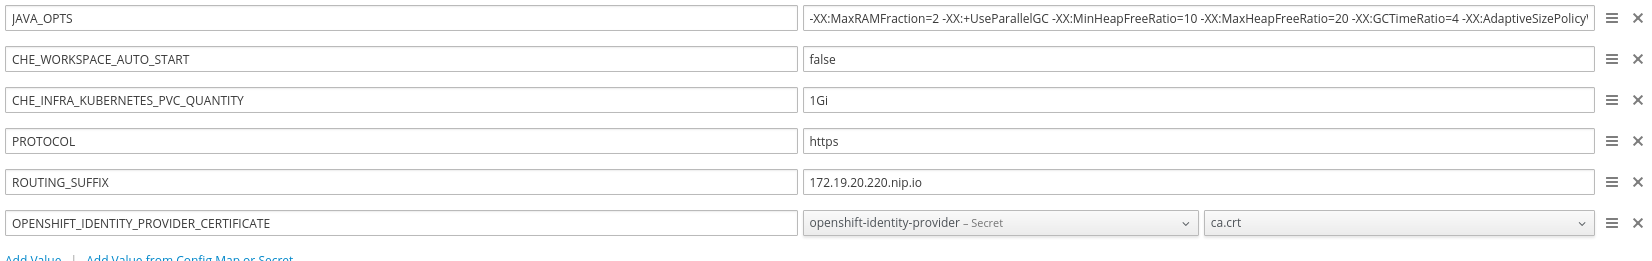 JAVA_OPTS -XX:MaxRAMFraction=2 -XX:+UseParallelGC -XX:MinHeapFreeRatio=10 -XX:MaxHeapFreeRatio=20 -XX:GCTimeRatio=4 -XX:AdaptiveSizePolicy
CHE_WORKSPACE_AUTO_START false
CHE_INFRA_KUBERNETES_PVC_QUANTITY 1Gi
PROTOCOL https
ROUTING_SUFFIX 172.19.20.220.nip.io
OPENSHIFT_IDENTITY_PROVIDER_CERTIFICATE openshift-identity-provider – Secret ca.crt
Add Value | Add Value from Config Map or Secret